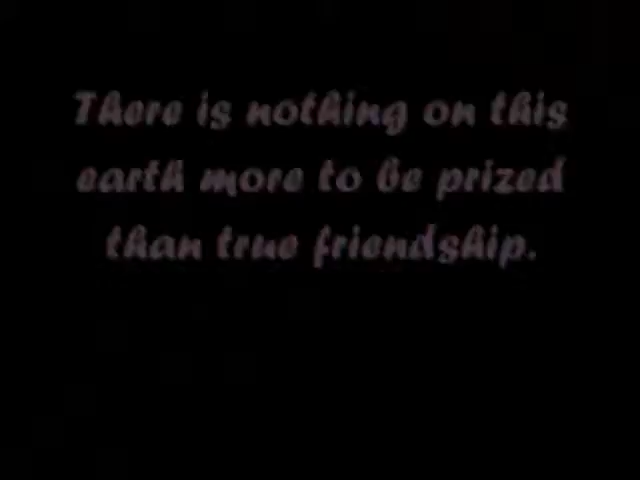 There is nothing on this
earth more to be prized
than true friendship.